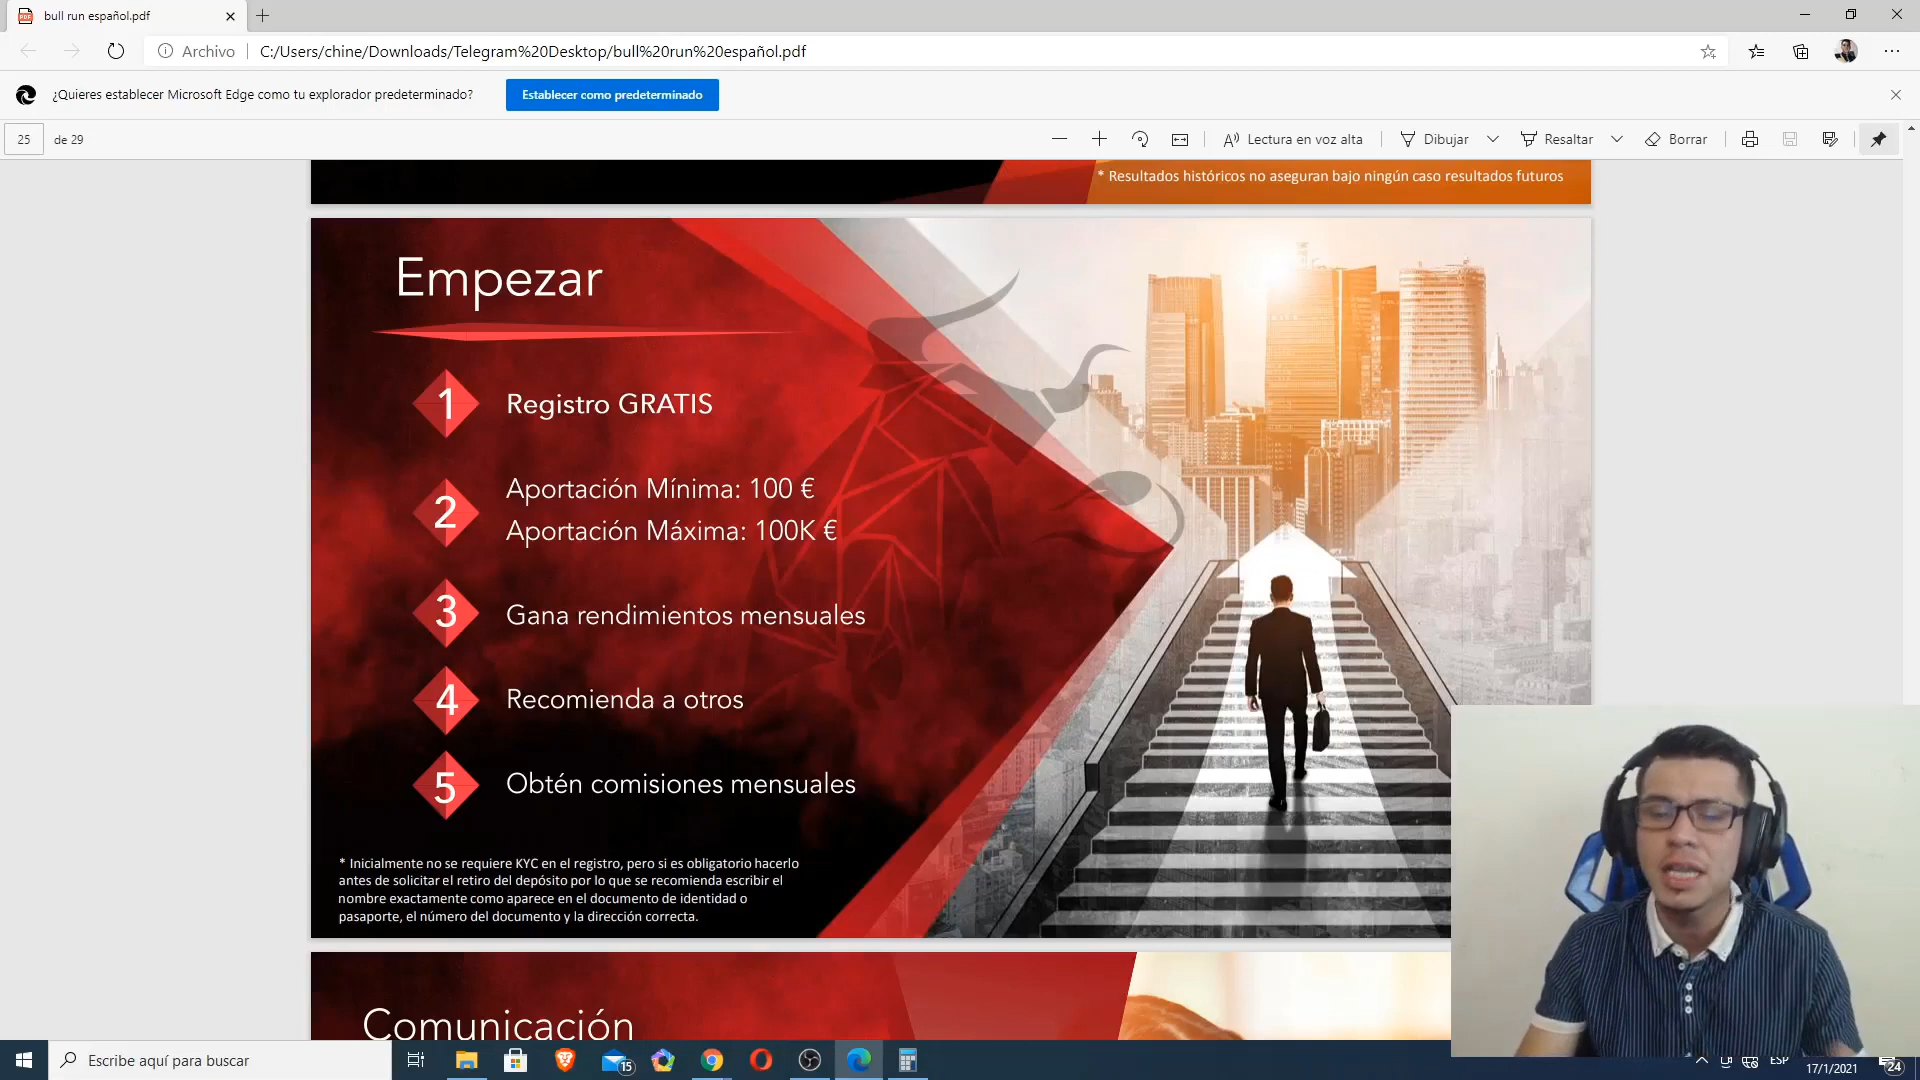 bull run español.pdf
Archivo
C:/Users/chine/Downloads/Telegram%20Desktop/bull%20run%20español.pdf
¿Quieres establecer Microsoft Edge como tu explorador predeterminado?
Establecer como predeterminado
25
de 29
Lectura en voz alta
Dibujar
Resaltar
Borrar
* Resultados históricos no aseguran bajo ningún caso resultados futuros
Empezar
1
Registro GRATIS
2
Aportación Mínima: 100 €
Aportación Máxima: 100K €
3
Gana rendimientos mensuales
4
Recomienda a otros
5
Obtén comisiones mensuales
* Inicialmente no se requiere KYC en el registro, pero si es obligatorio hacerlo
antes de solicitar el retiro del depósito por lo que se recomienda escribir el
nombre exactamente como aparece en el documento de identidad o
pasaporte, el número del documento y la dirección correcta.
Comunicación
Escribe aquí para buscar
15
ESP
17/1/2021
24